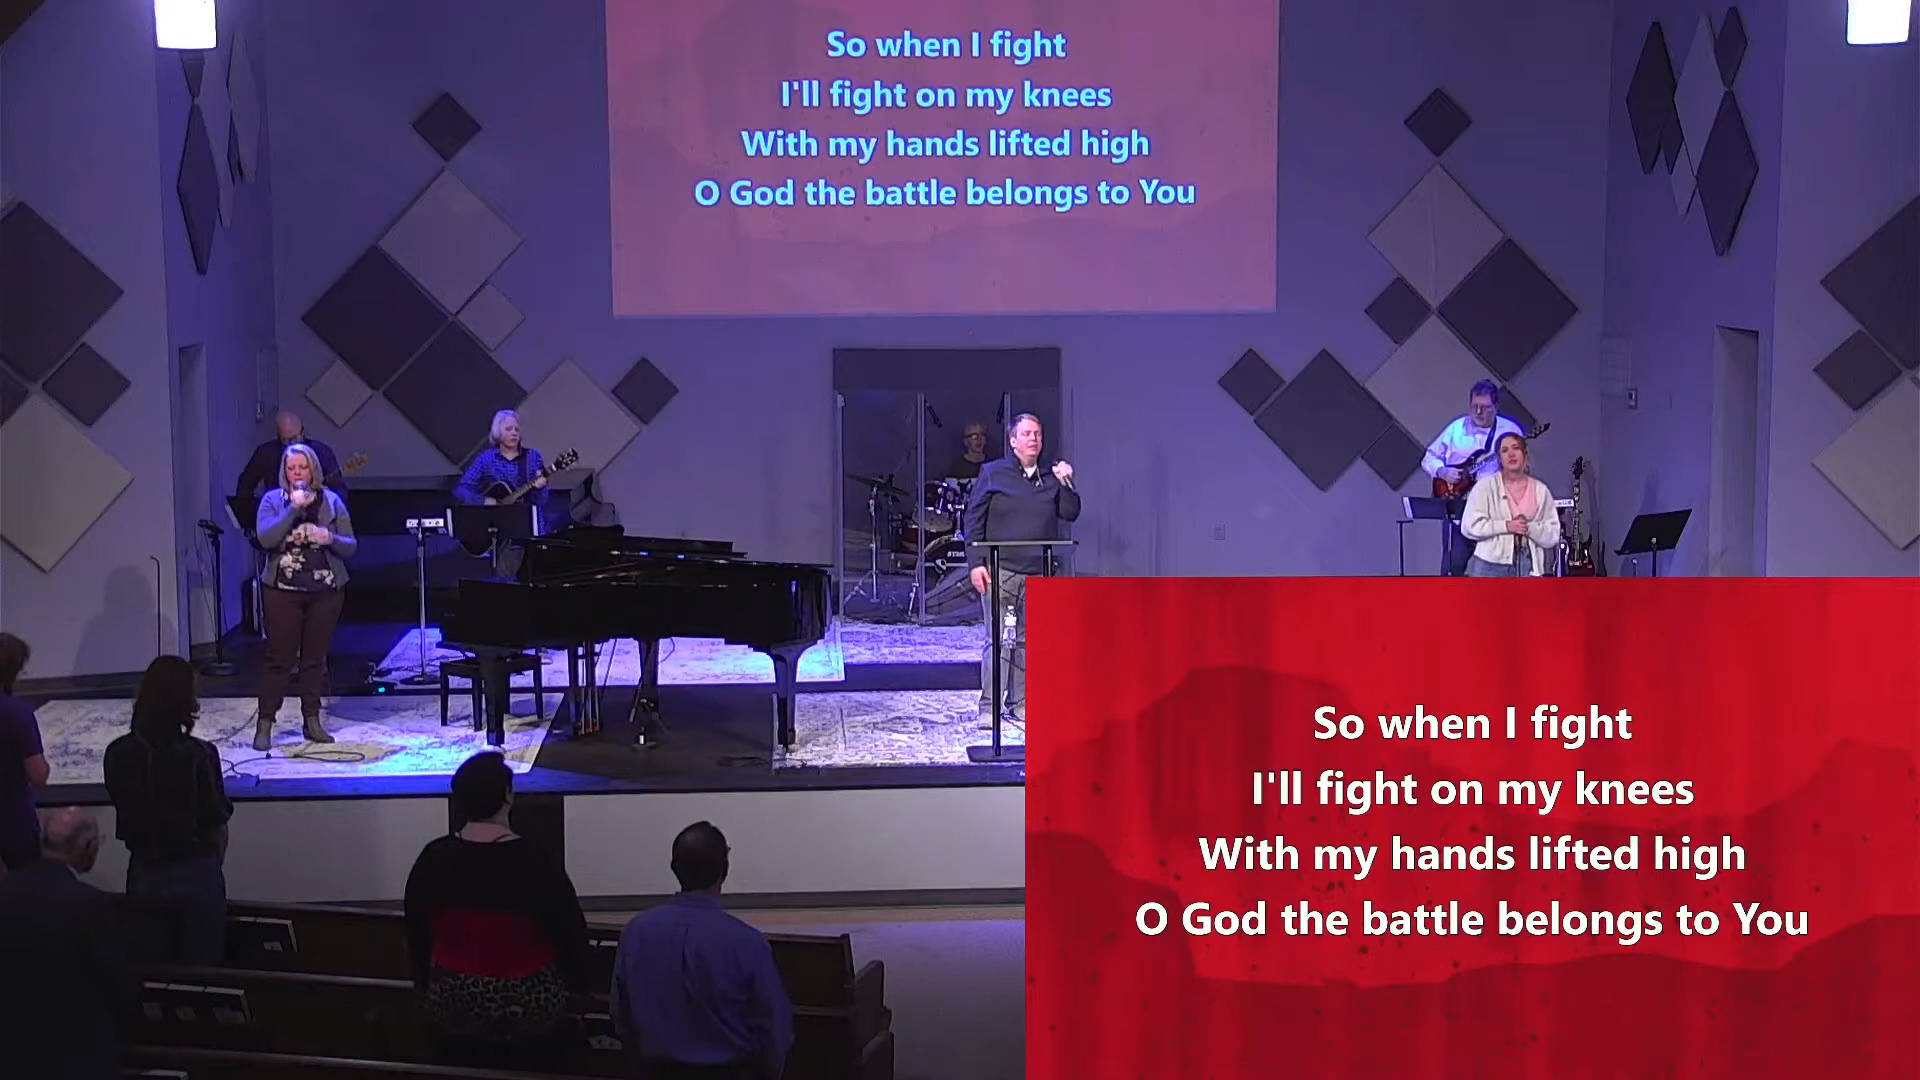 So when I fight
I'll fight on my knees
With my hands lifted high
O God the battle belongs to You
So when I fight
I'll fight on my knees
With my hands lifted high
O God the battle belongs to You